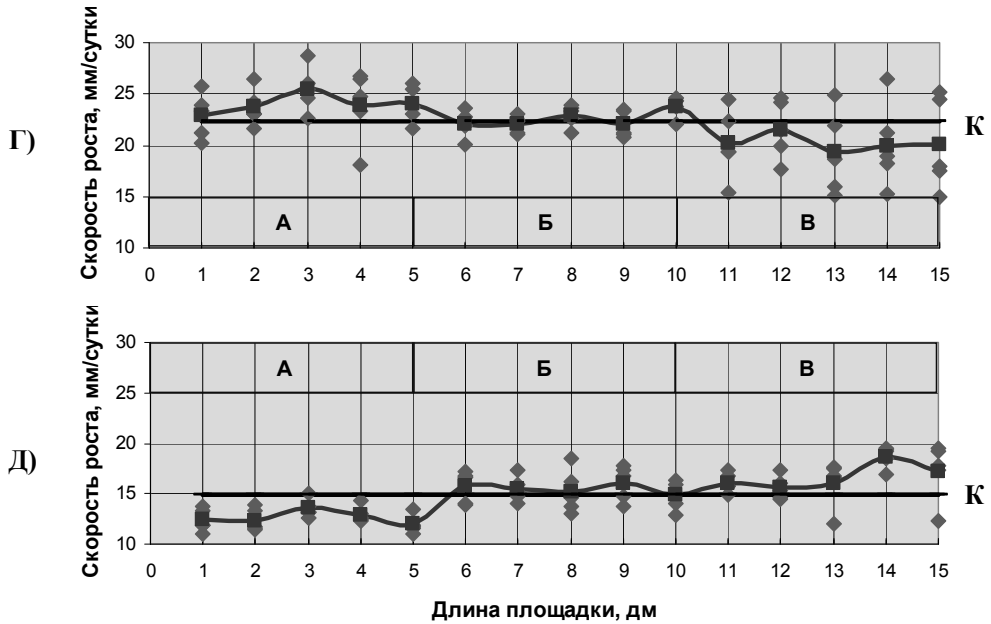 Г)
Скорость роста, мм/сутки
30
25
20
15
10
А Б В
К
0 1 2 3 4 5 6 7 8 9 10 11 12 13 14 15
Д)
Скорость роста, мм/сутки
30
25
20
15
10
А Б В
К
0 1 2 3 4 5 6 7 8 9 10 11 12 13 14 15
Длина площадки, дм